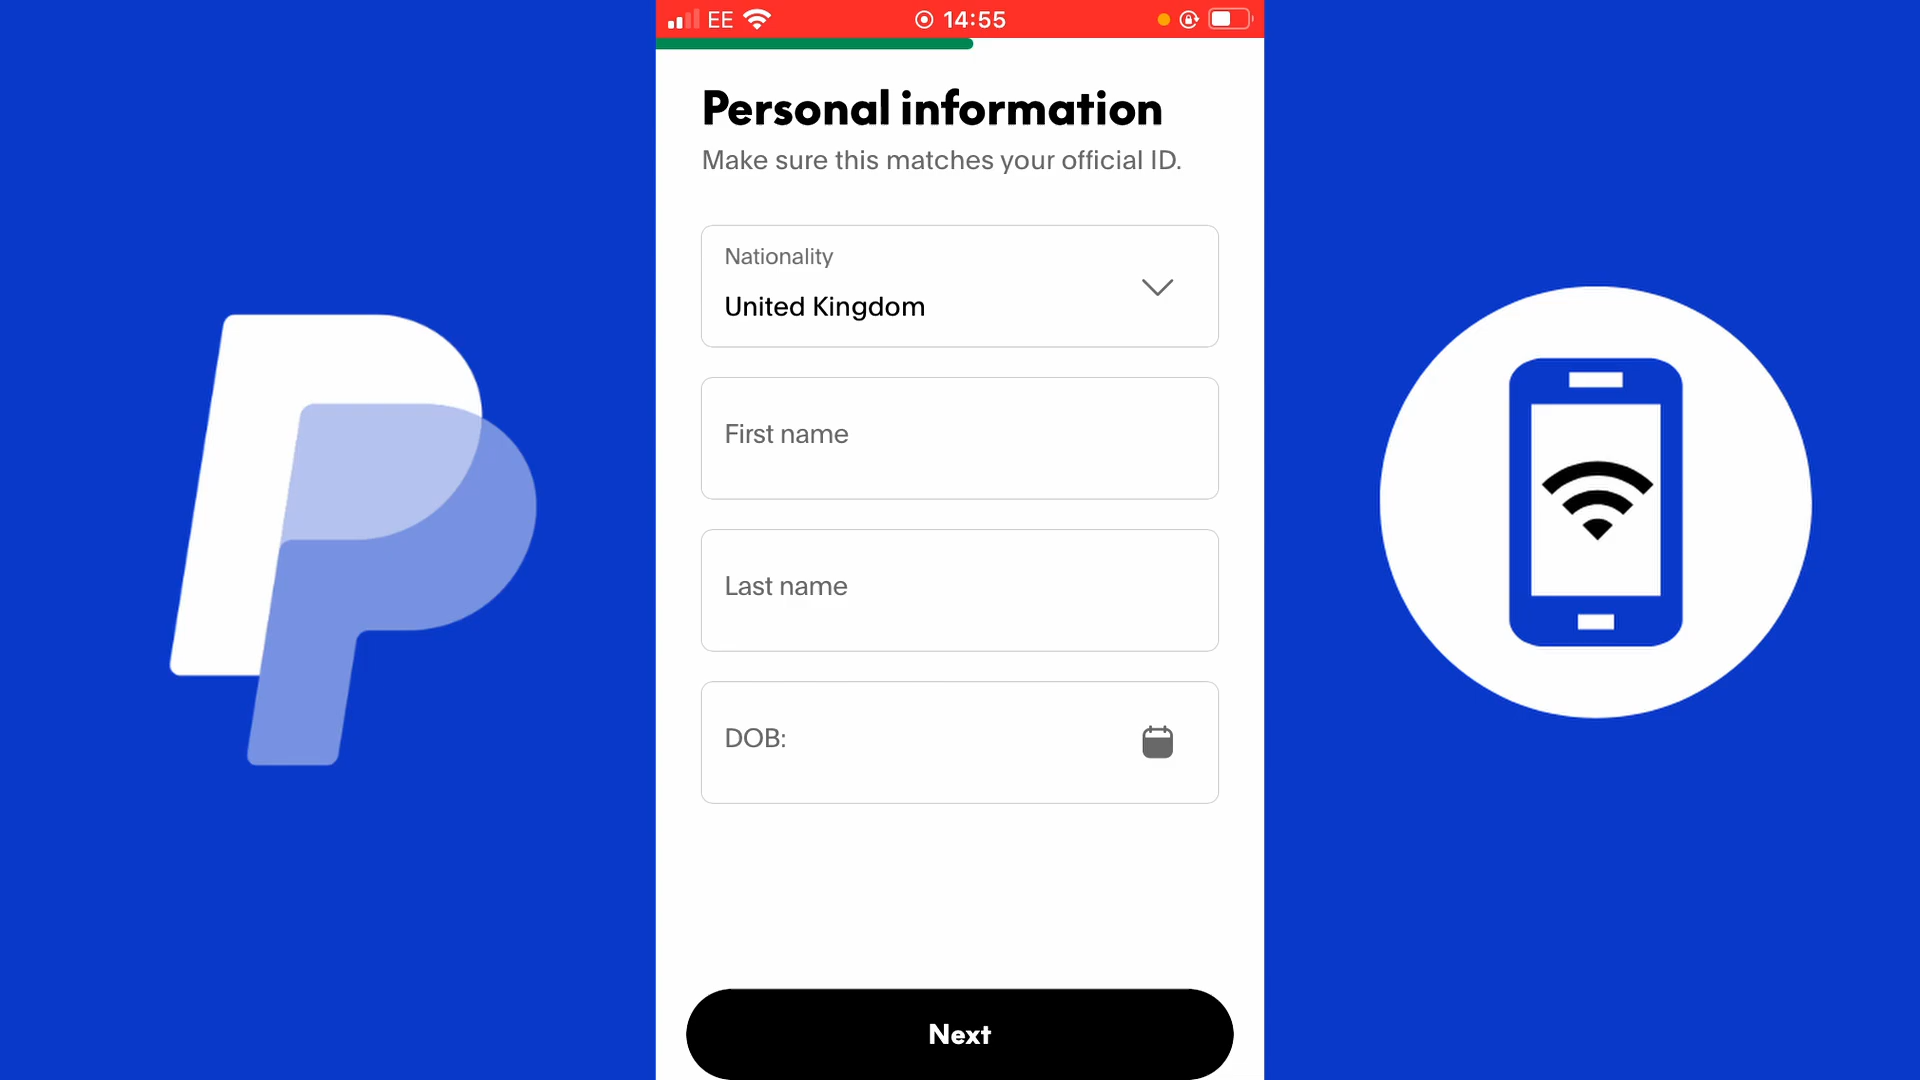 EE
14:55
Personal information
Make sure this matches your official ID.
Nationality
United Kingdom
First name
Last name
DOB:
Next